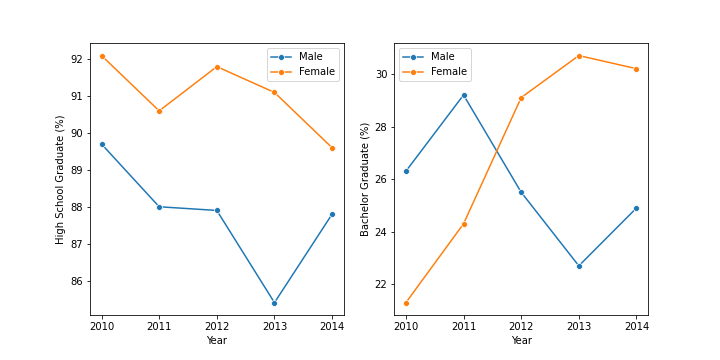 High School Graduate (%)
92
91
90
89
88
87
86
2010 2011 2012 2013 2014
Year
Male
Female
Bachelor Graduate (%)
30
28
26
24
22
2010 2011 2012 2013 2014
Year
Male
Female